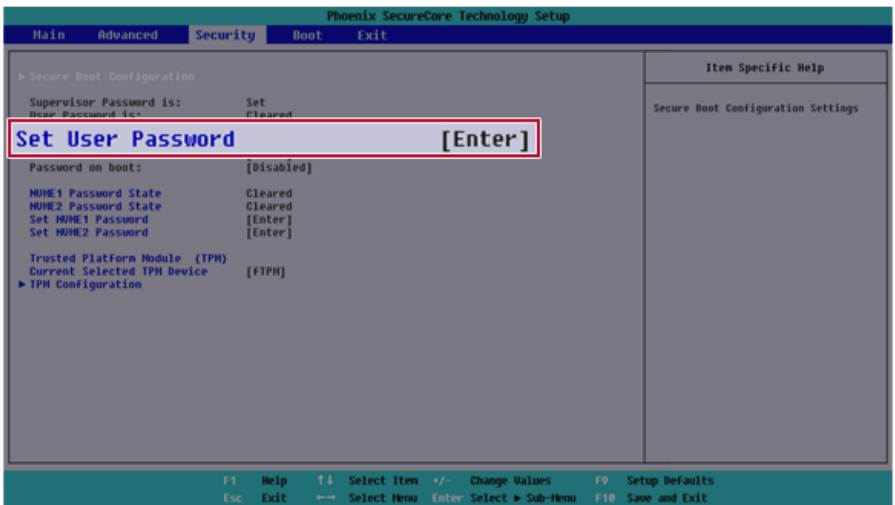 Phoenix SecureCore Technology Setup
Main Advanced Security Boot Exit
▶ Secure Boot Configuration
Item Specific Help
Secure Boot Configuration Settings
Supervisor Password is: Set
User Password is: Cleared
Set User Password [Enter]
Password on boot: [Disabled]
NVME1 Password State Cleared
NVME2 Password State Cleared
Set NVME1 Password [Enter]
Set NVME2 Password [Enter]
Trusted Platform Module (TPM)
Current Selected TPM Device [fTPM]
▶ TPM Configuration
F1 Help ↑↓ Select Item +/- Change Values F9 Setup Defaults
Esc Exit ←→ Select Menu Enter Select ▶ Sub-Menu F10 Save and Exit